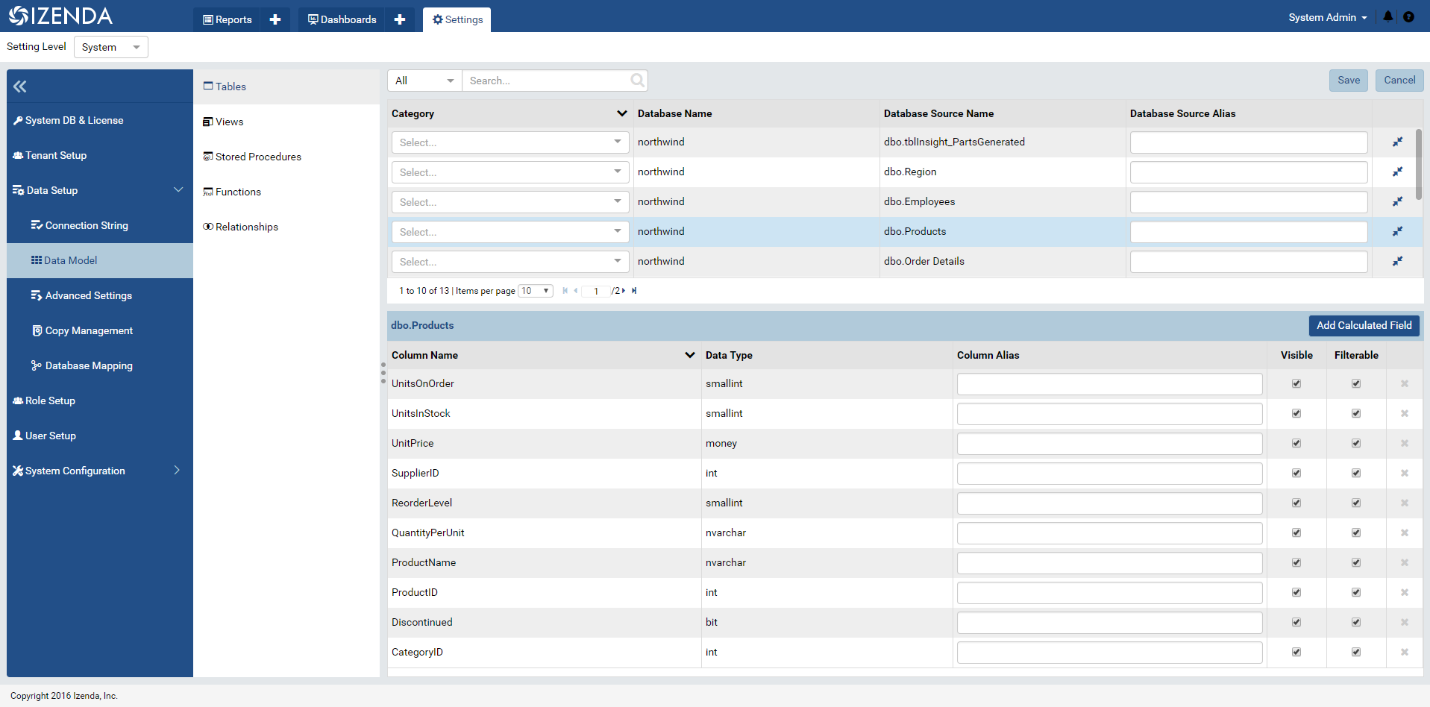 IZENDA
Reports
Dashboards
Settings
System Admin
Setting Level
System
System DB & License
Tenant Setup
Data Setup
Connection String
Data Model
Advanced Settings
Copy Management
Database Mapping
Role Setup
User Setup
System Configuration
Tables
Views
Stored Procedures
Functions
Relationships
All Search... Save Cancel
Category Database Name Database Source Name Database Source Alias
Select... northwind dbo.tblInsight_PartsGenerated
Select... northwind dbo.Region
Select... northwind dbo.Employees
Select... northwind dbo.Products
Select... northwind dbo.Order Details
1 to 10 of 13 | Items per page 10 1 /2
dbo.Products Add Calculated Field
Column Name Data Type Column Alias Visible Filterable
UnitsOnOrder smallint
UnitsInStock smallint
UnitPrice money
SupplierID int
ReorderLevel smallint
QuantityPerUnit nvarchar
ProductName nvarchar
ProductID int
Discontinued bit
CategoryID int
Copyright 2016 Izenda, Inc.